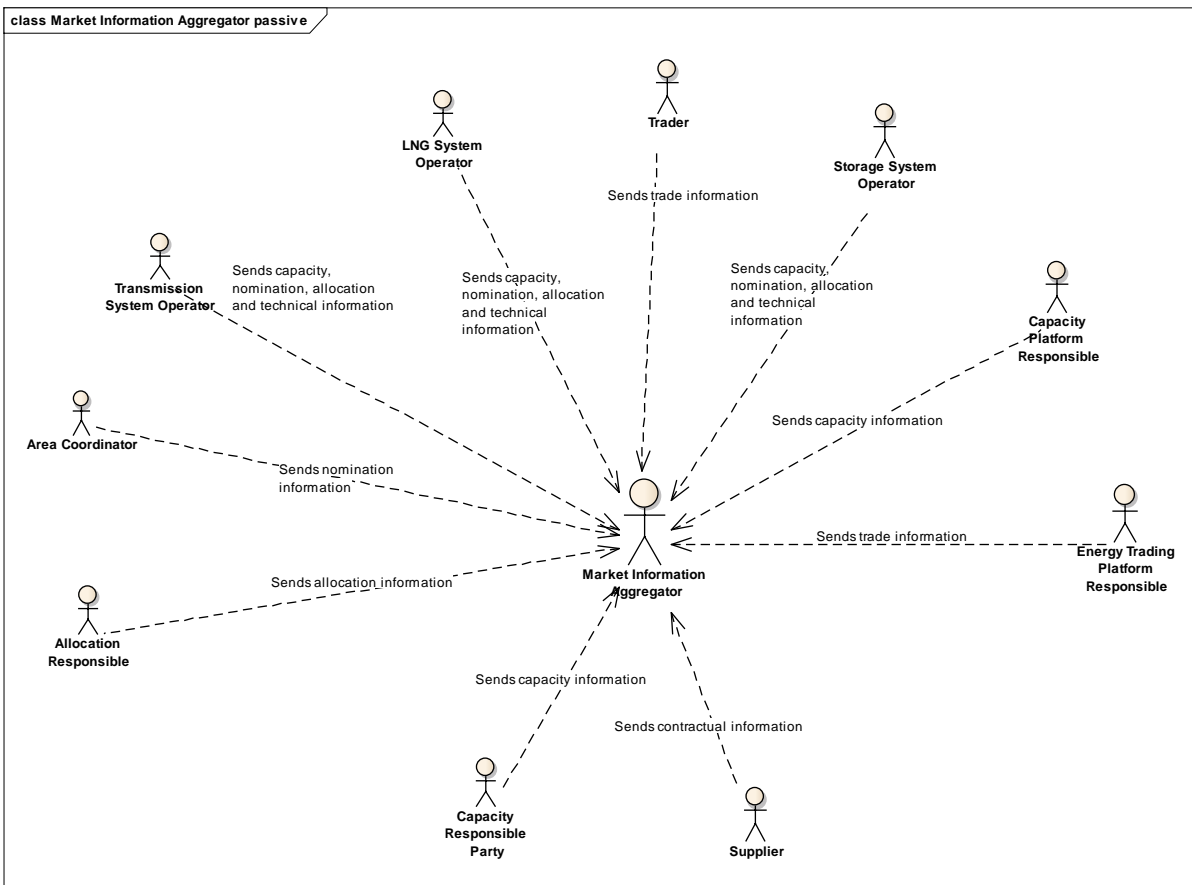 class Market Information Aggregator passive
Trader
LNG System
Operator
Storage System
Operator
Sends trade information
Transmission
System Operator
Sends capacity,
nomination, allocation
and technical information
Sends capacity,
nomination, allocation
and technical
information
Sends capacity,
nomination, allocation
and technical
information
Capacity
Platform
Responsible
Area Coordinator
Sends capacity information
Sends nomination
information
Sends trade information
Energy Trading
Platform
Responsible
Market Information
Aggregator
Sends allocation information
Allocation
Responsible
Sends capacity information
Sends contractual information
Capacity
Responsible
Party
Supplier